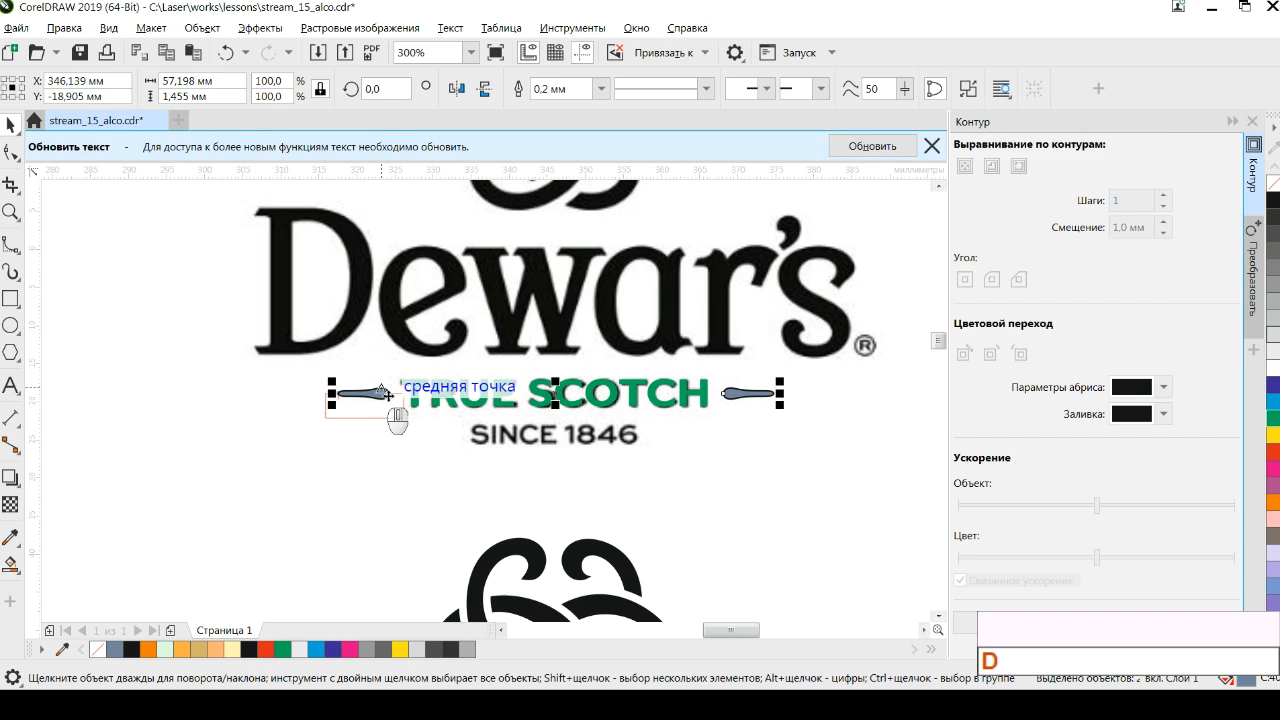 CorelDRAW 2019 (64-Bit) - C:\Laser\works\lessons\stream_15_alco.cdr*
Файл Правка Вид Макет Объект Эффекты Растровые изображения Текст Таблица Инструменты Окно Справка
PDF 300% Привязать к Запуск
X: 346,139 мм 57,198 мм 100,0 % 0,0 0,2 мм 50
Y: -18,905 мм 1,455 мм 100,0 %
stream_15_alco.cdr*
Обновить текст - Для доступа к более новым функциям текст необходимо обновить. Обновить
280 285 290 295 300 305 310 315 320 325 330 335 340 345 350 355 360 365 370 375 380 385 миллиметры
Dewar's ®
средняя точка
TRUE SCOTCH
SINCE 1846
Контур
Выравнивание по контурам:
Шаги: 1
Смещение: 1,0 мм
Угол:
Цветовой переход
Параметры абриса:
Заливка:
Ускорение
Объект:
Цвет:
Связанное ускорение
Контур
Преобразовать
1 из 1 Страница 1
D
Щелкните объект дважды для поворота/наклона; инструмент с двойным щелчком выбирает все объекты; Shift+щелчок - выбор нескольких элементов; Alt+щелчок - цифры; Ctrl+щелчок - выбор в группе Выделено объектов: 2 вкл. Слой 1